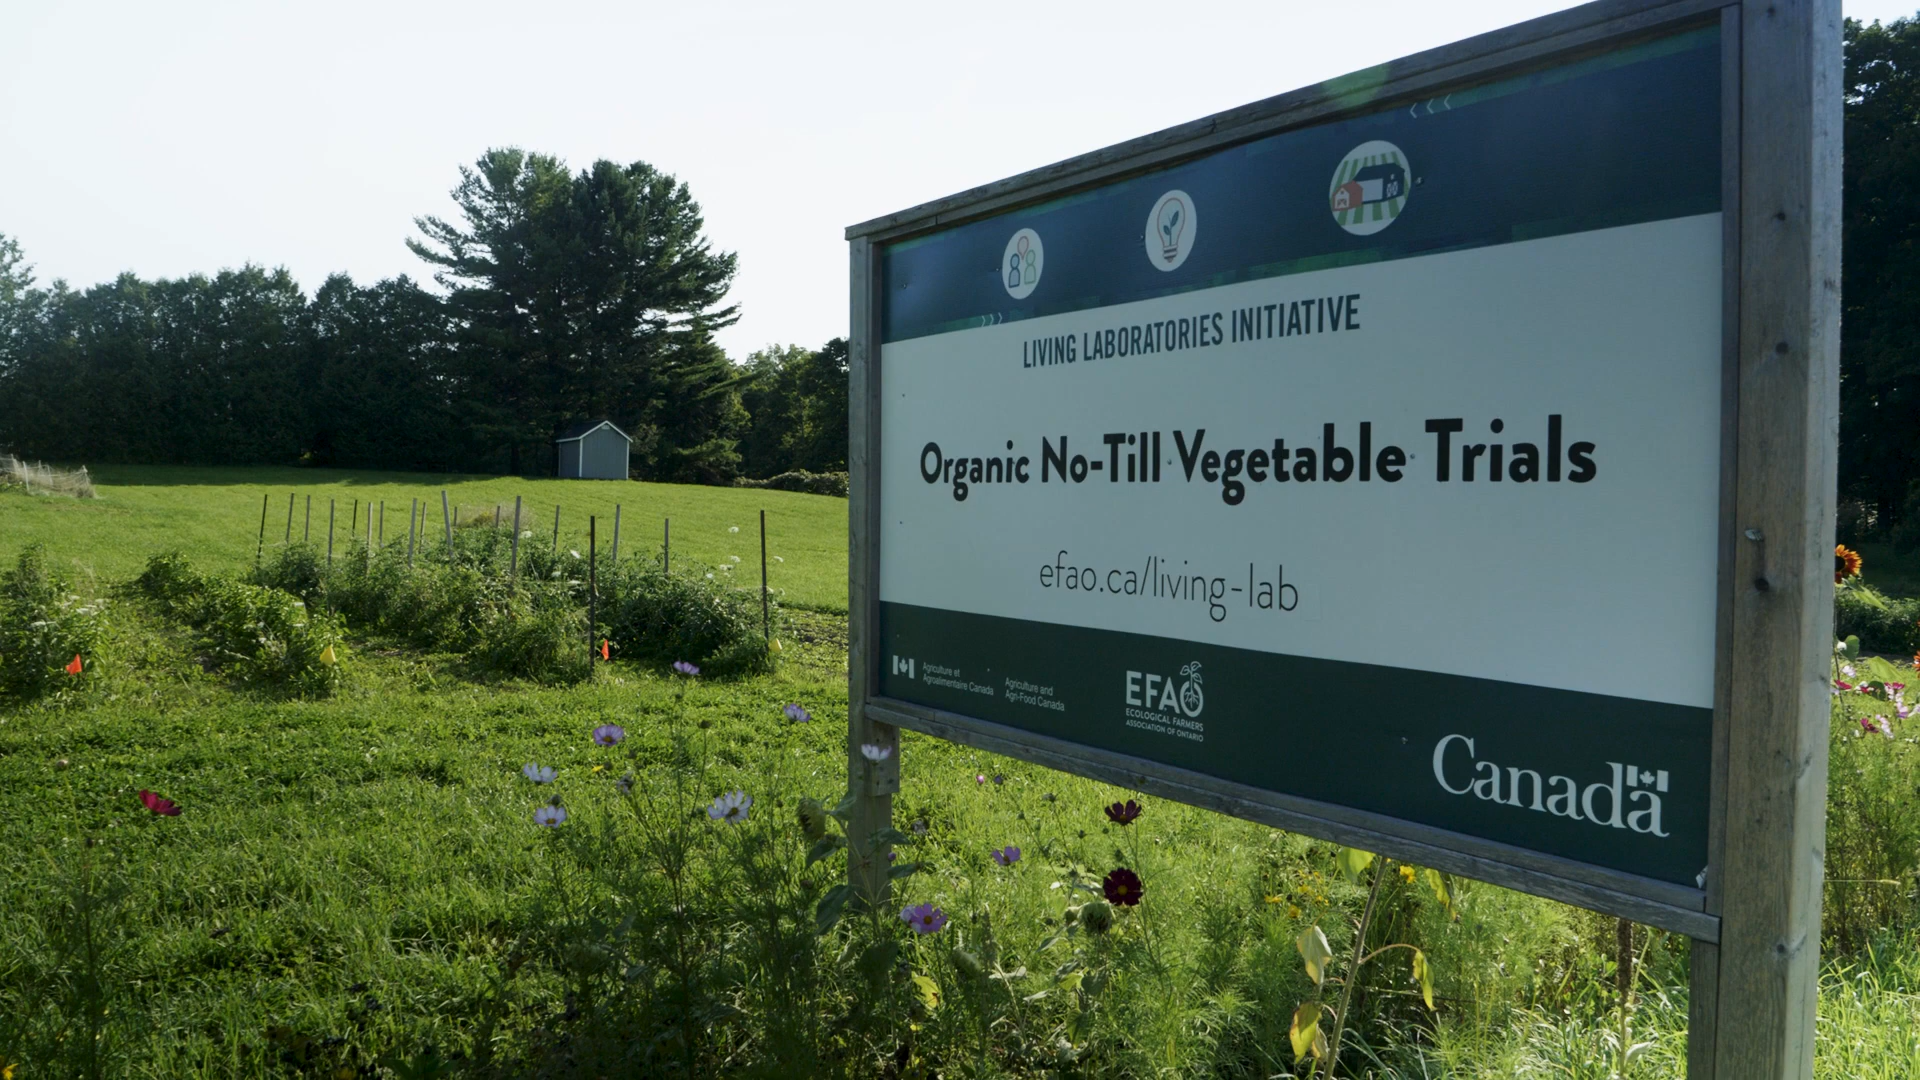 LIVING LABORATORIES INITIATIVE
Organic No-Till Vegetable Trials
efao.ca/living-lab
Agriculture et
Agroalimentaire Canada
Agriculture and
Agri-Food Canada
EFAO
ECOLOGICAL FARMERS
ASSOCIATION OF ONTARIO
Canada